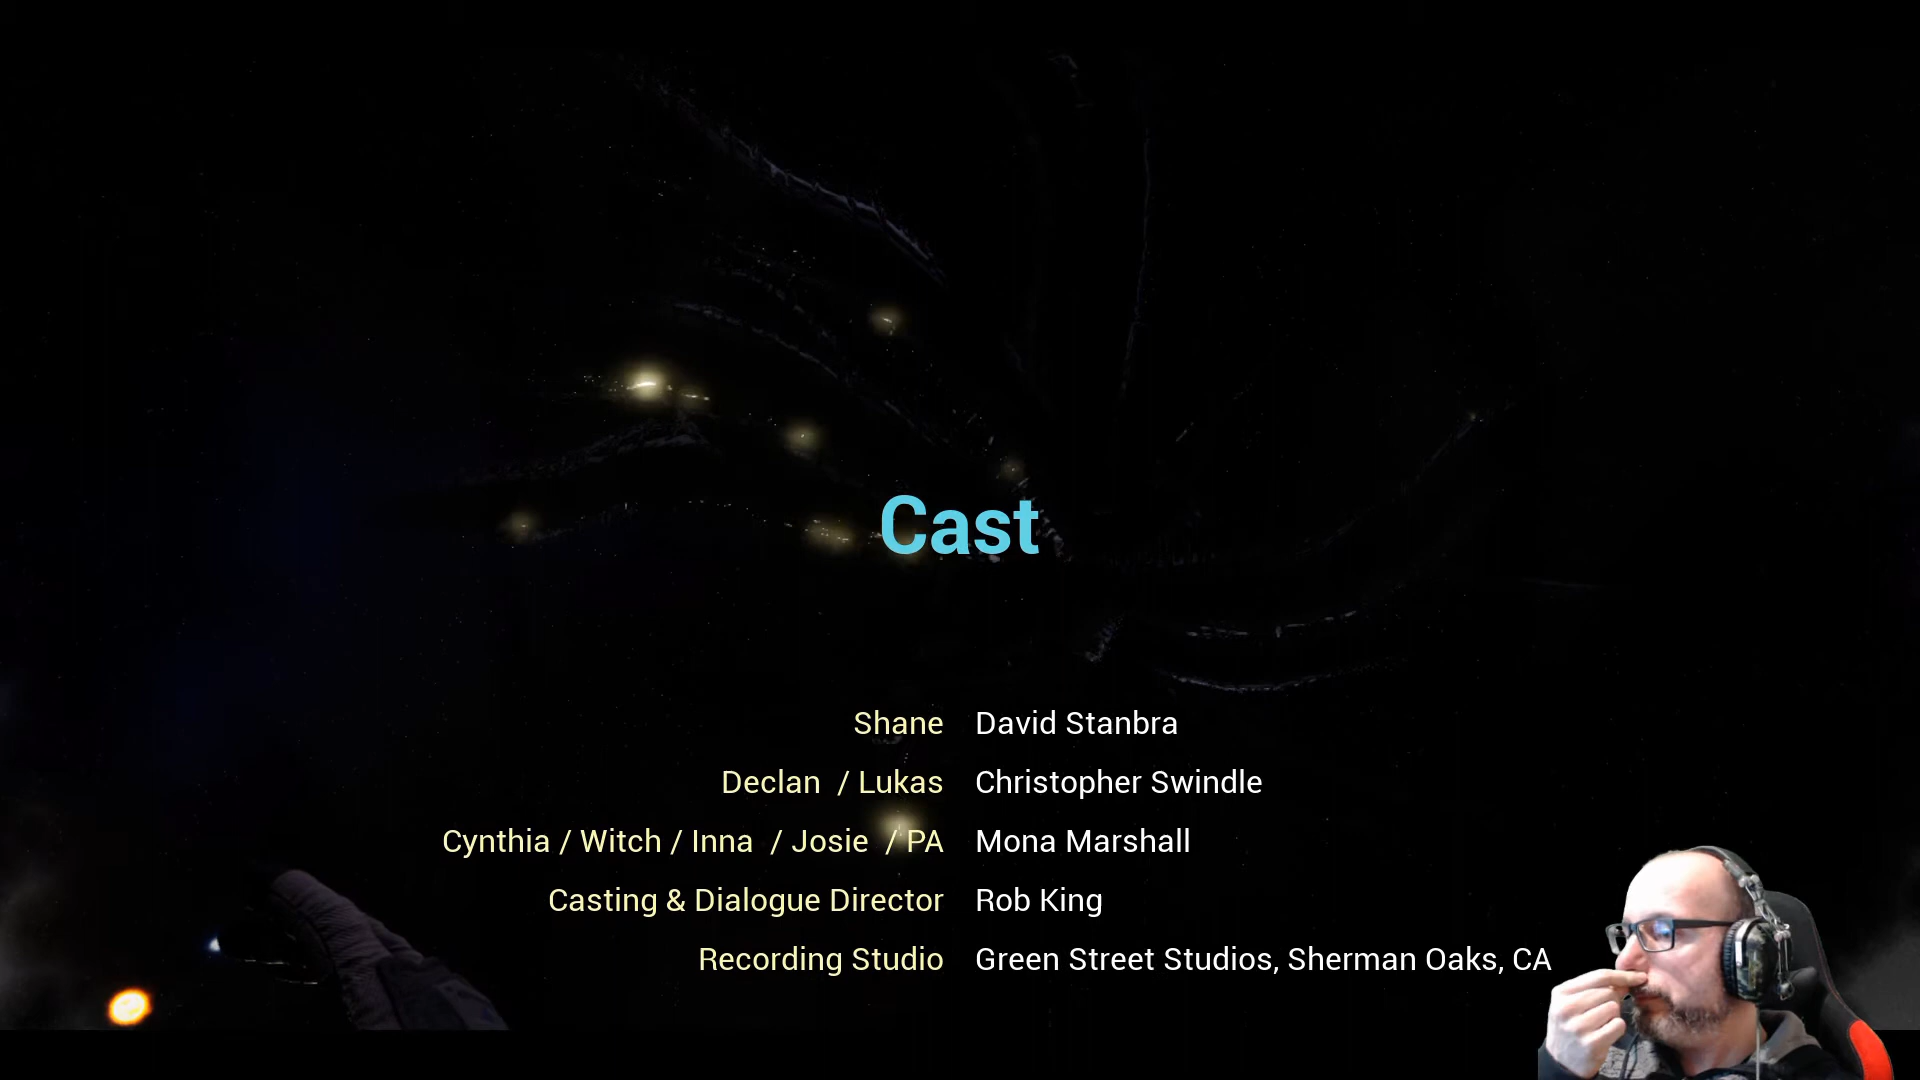 Cast
Shane David Stanbra
Declan / Lukas Christopher Swindle
Cynthia / Witch / Inna / Josie / PA Mona Marshall
Casting & Dialogue Director Rob King
Recording Studio Green Street Studios, Sherman Oaks, CA